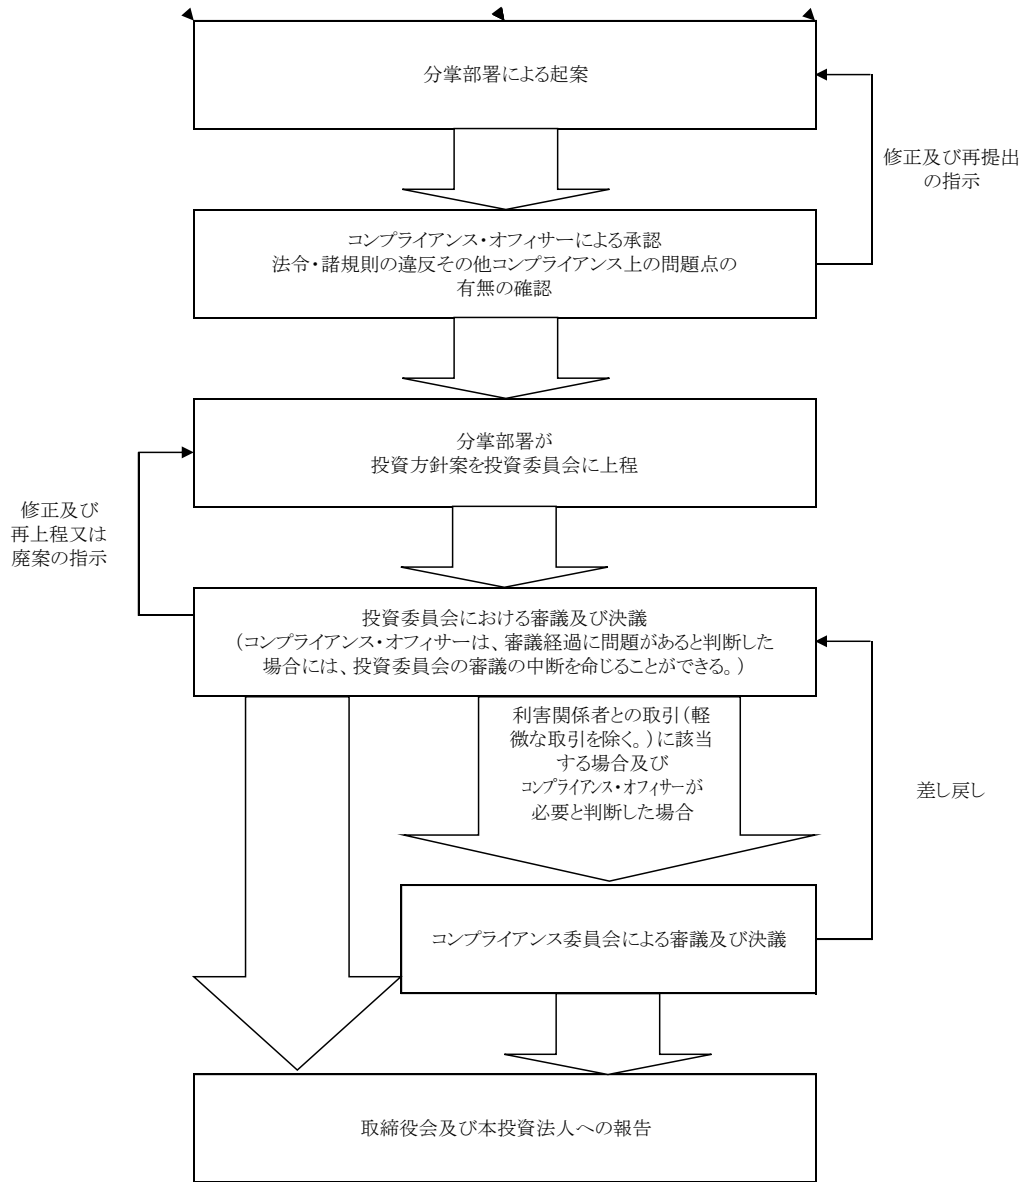 分掌部署による起案
修正及び再提出
の指示
コンプライアンス・オフィサーによる承認
法令・諸規則の違反その他コンプライアンス上の問題点の
有無の確認
分掌部署が
投資方針案を投資委員会に上程
修正及び
再上程又は
廃案の指示
投資委員会における審議及び決議
(コンプライアンス・オフィサーは、審議経過に問題があると判断した
場合には、投資委員会の審議の中断を命じることができる。)
利害関係者との取引(軽
微な取引を除く。)に該当
する場合及び
コンプライアンス・オフィサーが
必要と判断した場合
差し戻し
コンプライアンス委員会による審議及び決議
取締役会及び本投資法人への報告